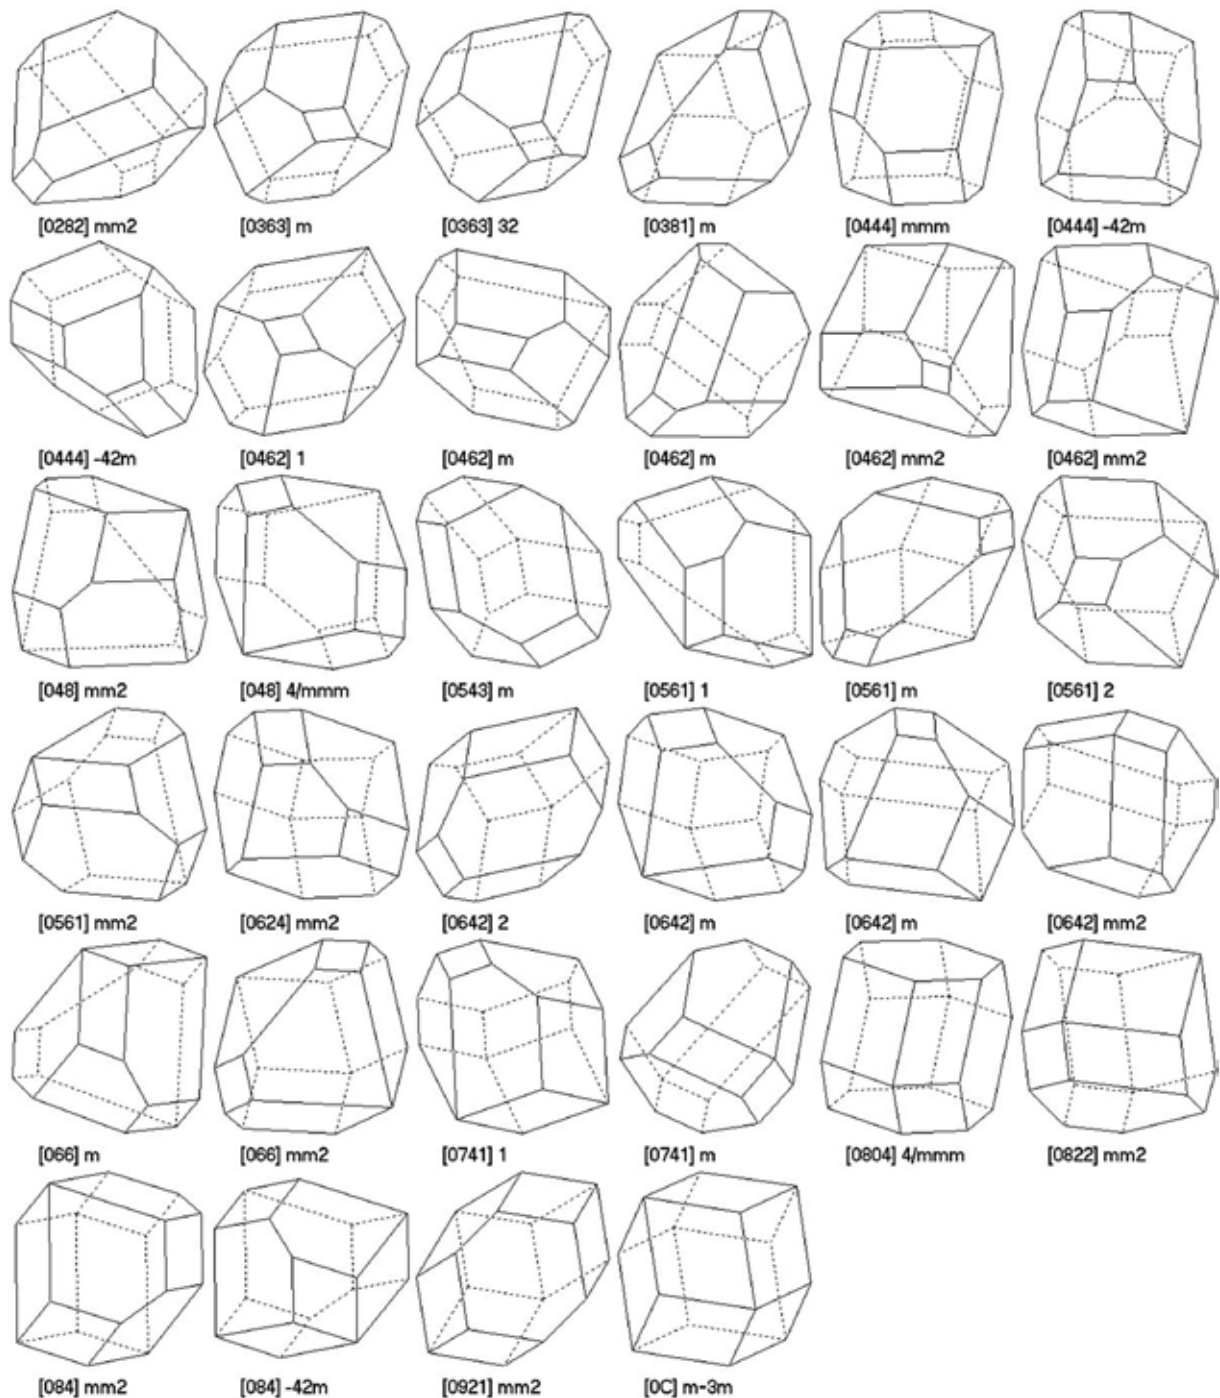 [0282] mm2 [0363] m [0363] 32 [0381] m [0444] mmm [0444] -42m
[0444] -42m [0462] 1 [0462] m [0462] m [0462] mm2 [0462] mm2
[048] mm2 [048] 4/mmm [0543] m [0561] 1 [0561] m [0561] 2
[0561] mm2 [0624] mm2 [0642] 2 [0642] m [0642] m [0642] mm2
[066] m [066] mm2 [0741] 1 [0741] m [0804] 4/mmm [0822] mm2
[084] mm2 [084] -42m [0921] mm2 [0C] m-3m